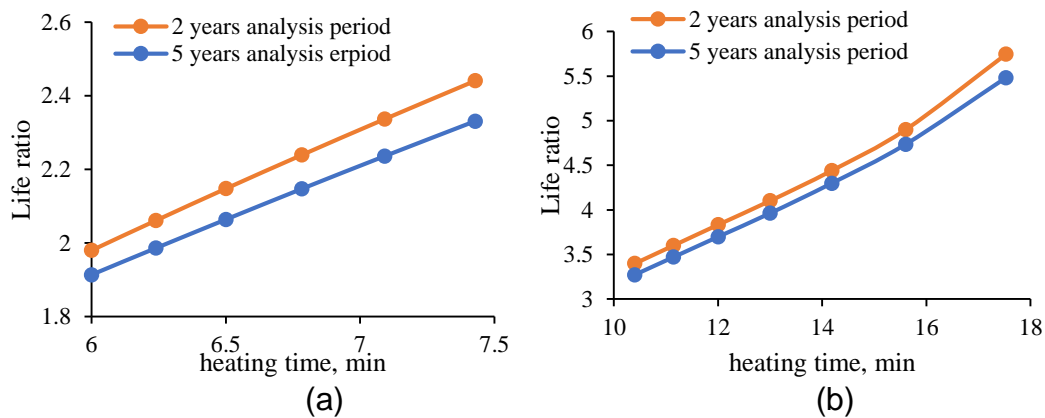 2.6
2.4
2.2
2
1.8
Life ratio
2 years analysis period
5 years analysis erpiod
6
6.5
7
7.5
heating time, min
(a)
6
5.5
5
4.5
4
3.5
3
Life ratio
2 years analysis period
5 years analysis period
10
12
14
16
18
heating time, min
(b)